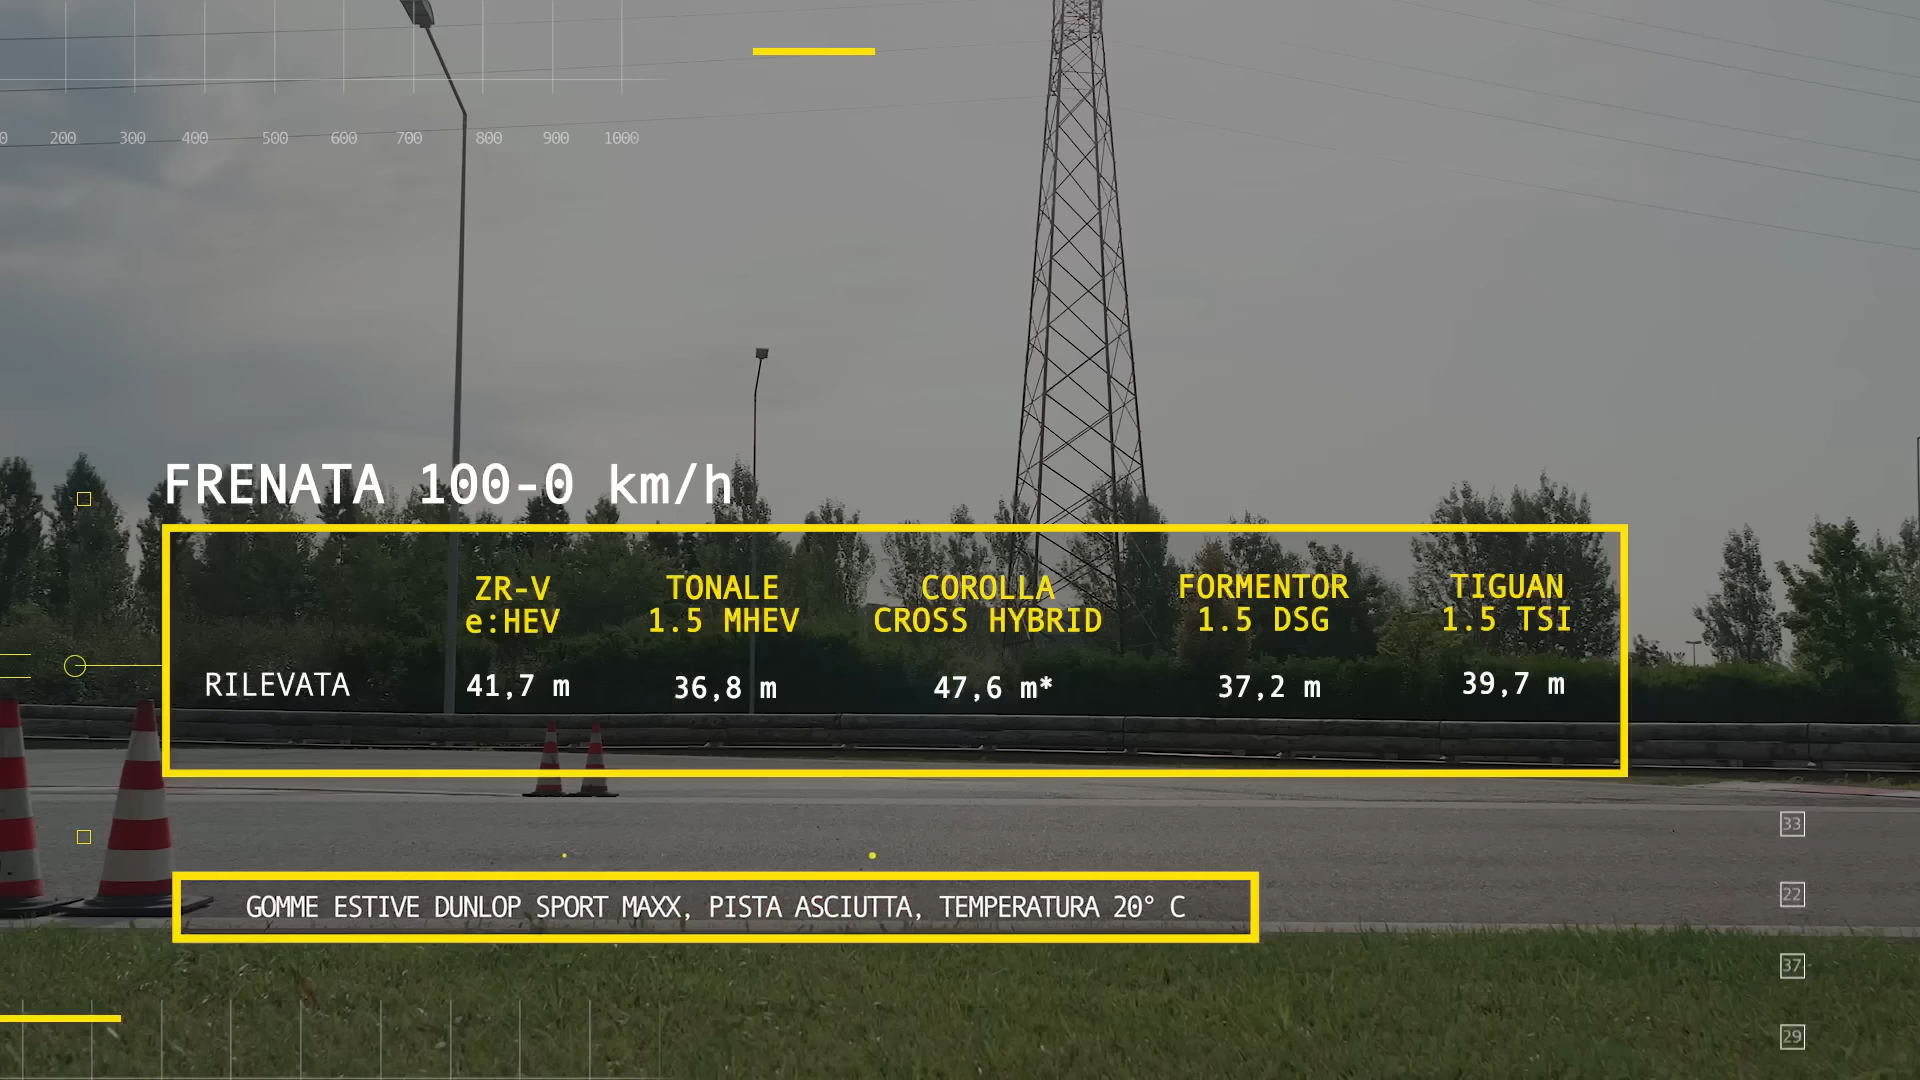 0 200 300 400 500 600 700 800 900 1000
FRENATA 100-0 km/h
ZR-V TONALE COROLLA FORMENTOR TIGUAN
e:HEV 1.5 MHEV CROSS HYBRID 1.5 DSG 1.5 TSI
RILEVATA 41,7 m 36,8 m 47,6 m* 37,2 m 39,7 m
33
GOMME ESTIVE DUNLOP SPORT MAXX, PISTA ASCIUTTA, TEMPERATURA 20° C
22
37
29